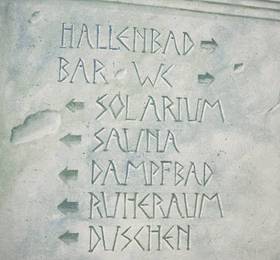 HALLENBAD →
BAR WC →
← SOLARIUM
← SAUNA
← DAMPFBAD
← RUHERAUM
← DUSCHEN